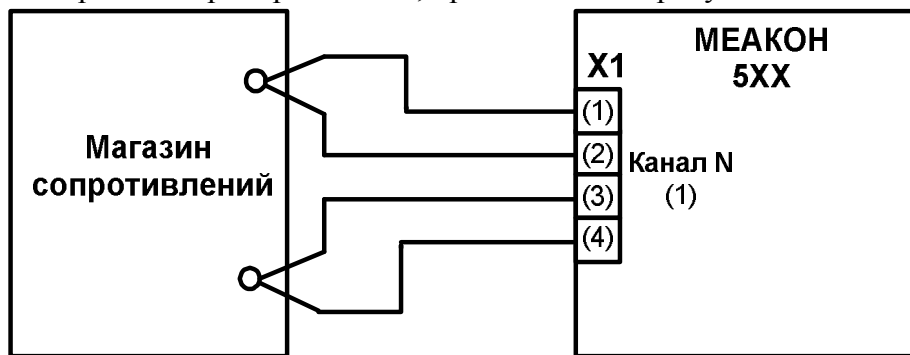 МЕАКОН
5XX
X1
(1)
(2)
(3)
(4)
Канал N
(1)
Магазин
сопротивлений